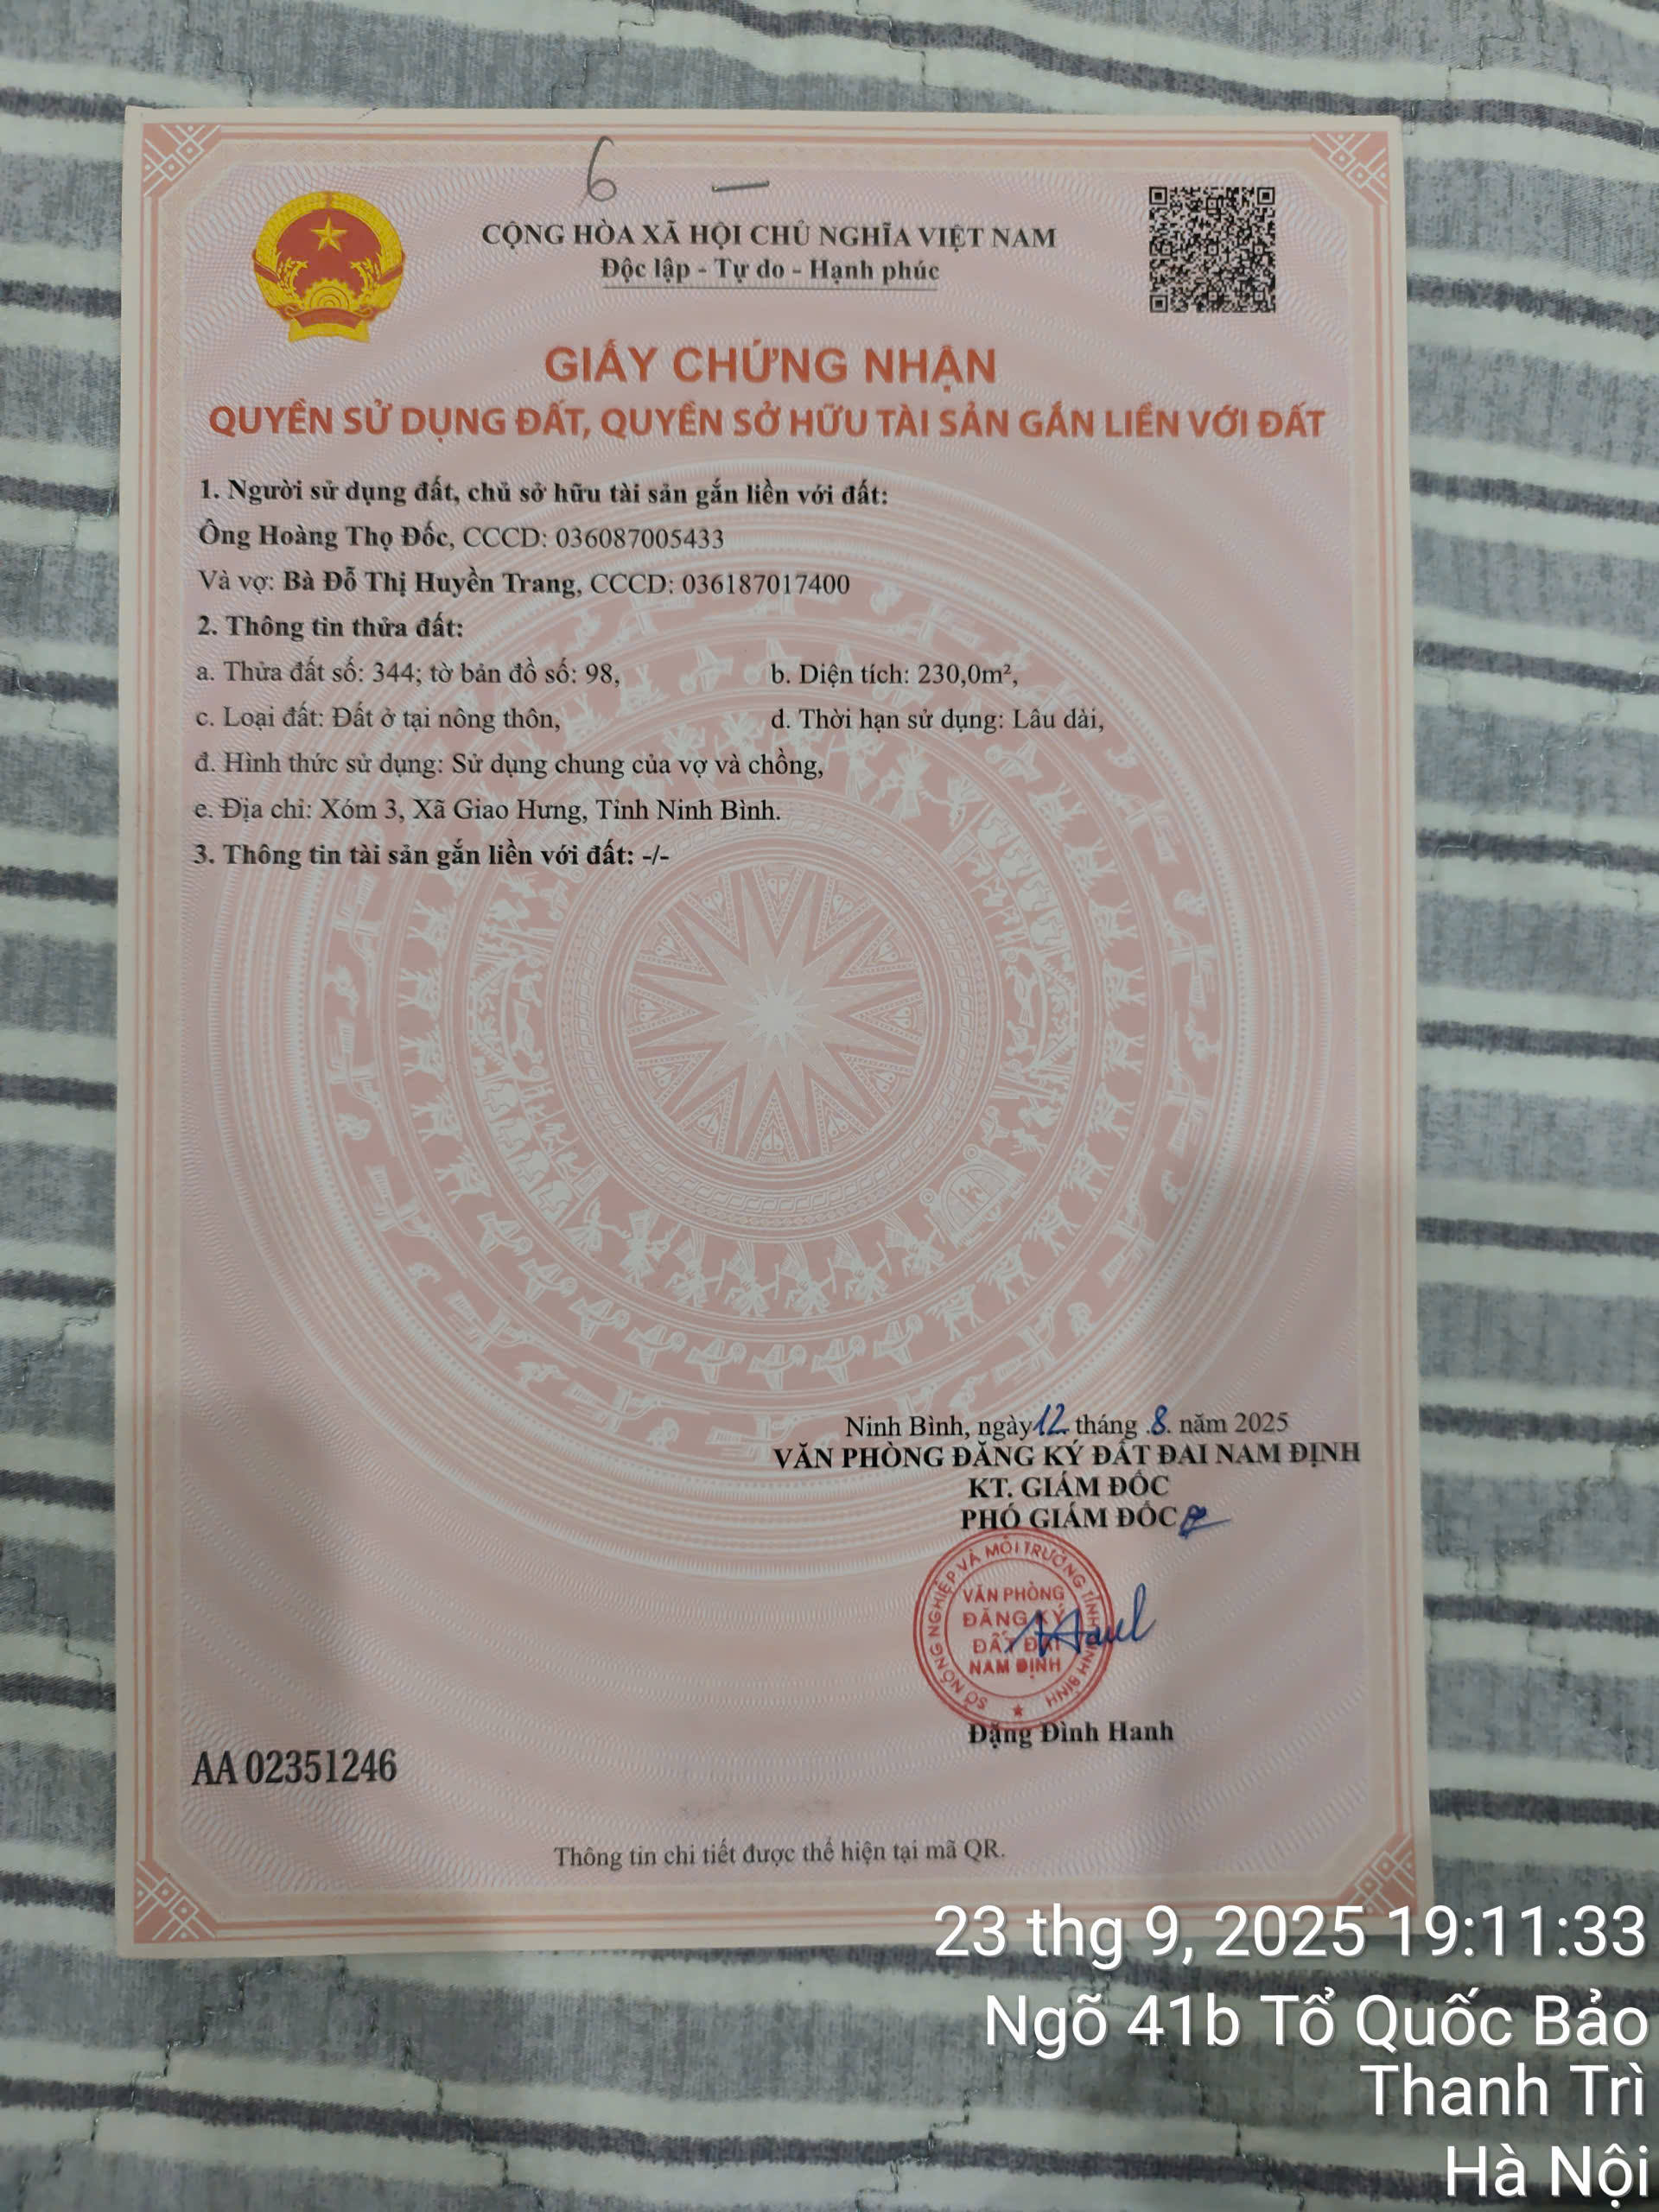 6 —
CỘNG HÒA XÃ HỘI CHỦ NGHĨA VIỆT NAM
Độc lập - Tự do - Hạnh phúc
GIẤY CHỨNG NHẬN
QUYỀN SỬ DỤNG ĐẤT, QUYỀN SỞ HỮU TÀI SẢN GẮN LIỀN VỚI ĐẤT
1. Người sử dụng đất, chủ sở hữu tài sản gắn liền với đất:
Ông Hoàng Thọ Đốc, CCCD: 036087005433
Và vợ: Bà Đỗ Thị Huyền Trang, CCCD: 036187017400
2. Thông tin thửa đất:
a. Thửa đất số: 344; tờ bản đồ số: 98, b. Diện tích: 230,0m²,
c. Loại đất: Đất ở tại nông thôn, d. Thời hạn sử dụng: Lâu dài,
đ. Hình thức sử dụng: Sử dụng chung của vợ và chồng,
e. Địa chỉ: Xóm 3, Xã Giao Hưng, Tỉnh Ninh Bình.
3. Thông tin tài sản gắn liền với đất: -/-
Ninh Bình, ngày 12 tháng .8. năm 2025
VĂN PHÒNG ĐĂNG KÝ ĐẤT ĐAI NAM ĐỊNH
KT. GIÁM ĐỐC
PHÓ GIÁM ĐỐC
SỞ NÔNG NGHIỆP VÀ MÔI TRƯỜNG TỈNH NINH BÌNH
VĂN PHÒNG
ĐĂNG KÝ
ĐẤT ĐAI
NAM ĐỊNH
Đặng Đình Hanh
AA 02351246
Thông tin chi tiết được thể hiện tại mã QR.
23 thg 9, 2025 19:11:33
Ngõ 41b Tổ Quốc Bảo
Thanh Trì
Hà Nội